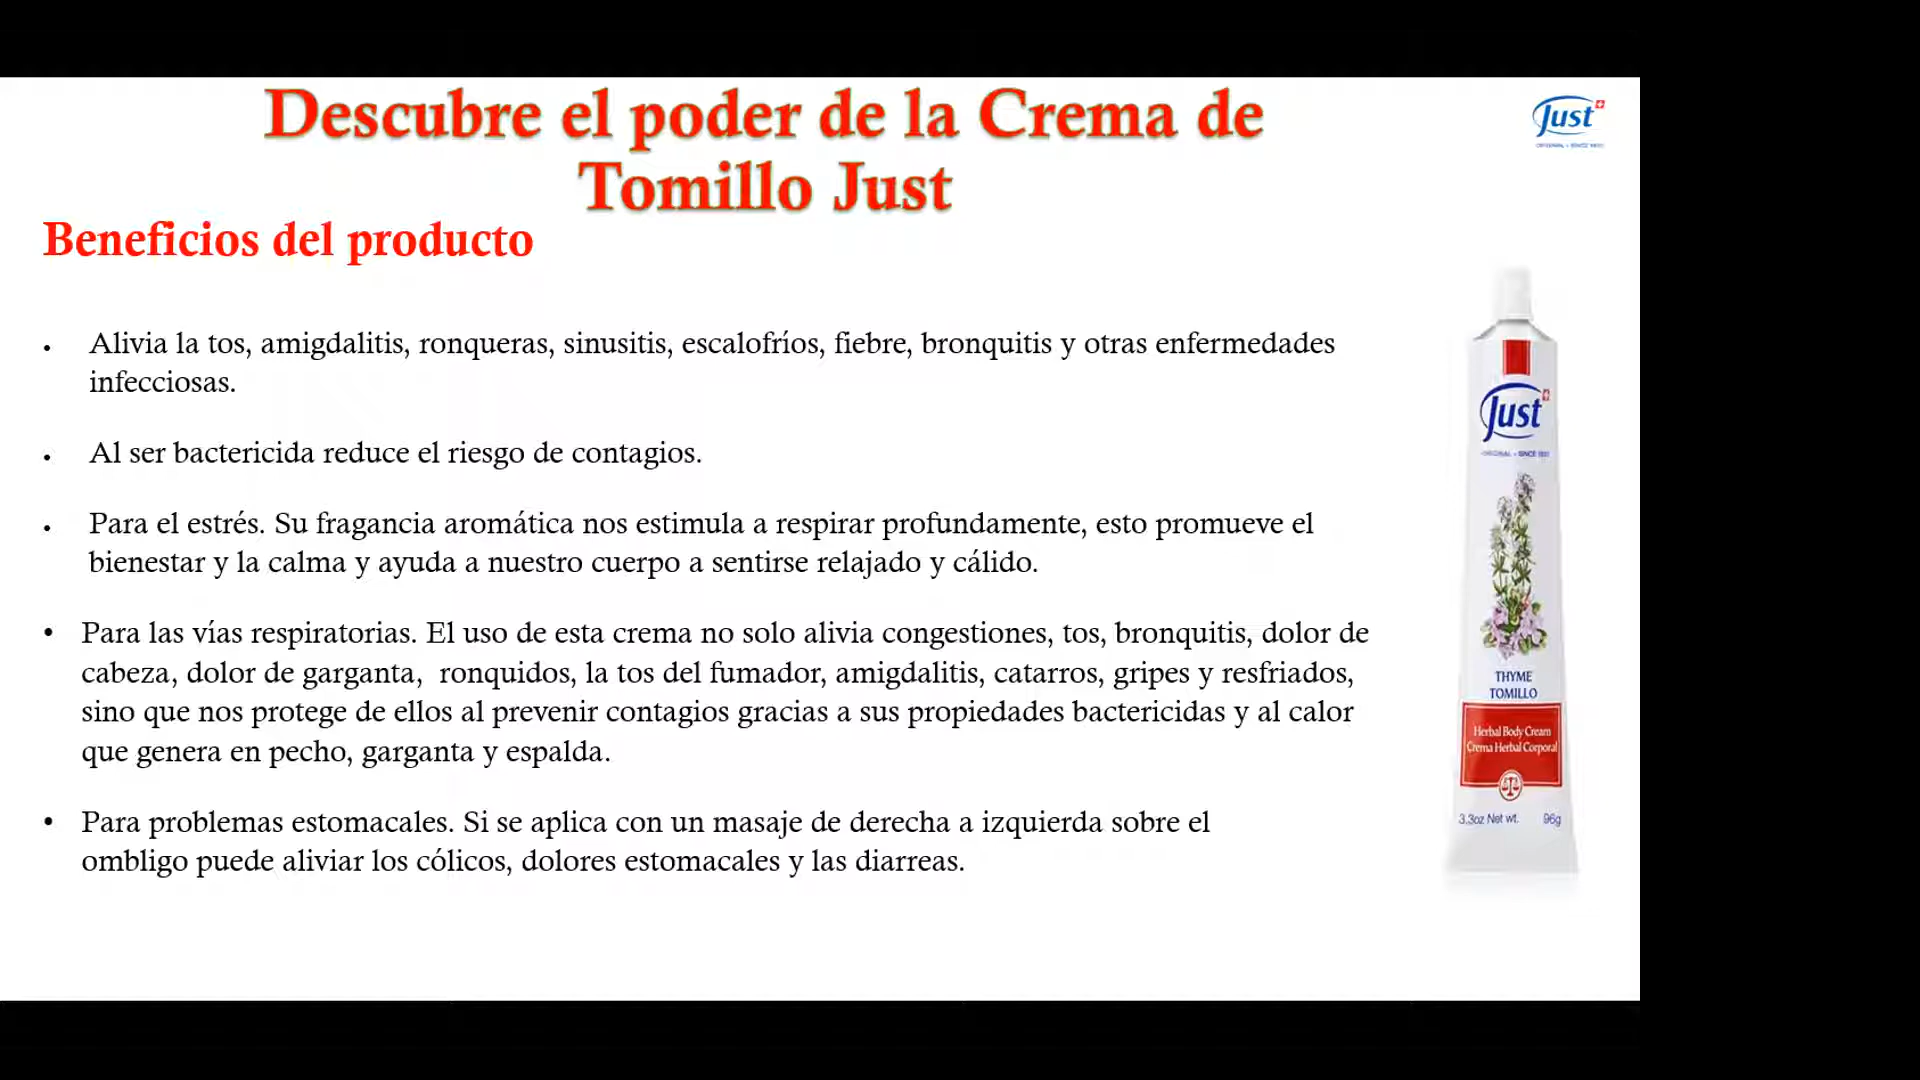 Descubre el poder de la Crema de
Tomillo Just
Just
ORIGINAL • SINCE 1930
Beneficios del producto
• Alivia la tos, amigdalitis, ronqueras, sinusitis, escalofríos, fiebre, bronquitis y otras enfermedades
infecciosas.
• Al ser bactericida reduce el riesgo de contagios.
• Para el estrés. Su fragancia aromática nos estimula a respirar profundamente, esto promueve el
bienestar y la calma y ayuda a nuestro cuerpo a sentirse relajado y cálido.
• Para las vías respiratorias. El uso de esta crema no solo alivia congestiones, tos, bronquitis, dolor de
cabeza, dolor de garganta,  ronquidos, la tos del fumador, amigdalitis, catarros, gripes y resfriados,
sino que nos protege de ellos al prevenir contagios gracias a sus propiedades bactericidas y al calor
que genera en pecho, garganta y espalda.
• Para problemas estomacales. Si se aplica con un masaje de derecha a izquierda sobre el
ombligo puede aliviar los cólicos, dolores estomacales y las diarreas.
Just
ORIGINAL • SINCE 1930
THYME
TOMILLO
Herbal Body Cream
Crema Herbal Corporal
3.3oz Net wt. 96g